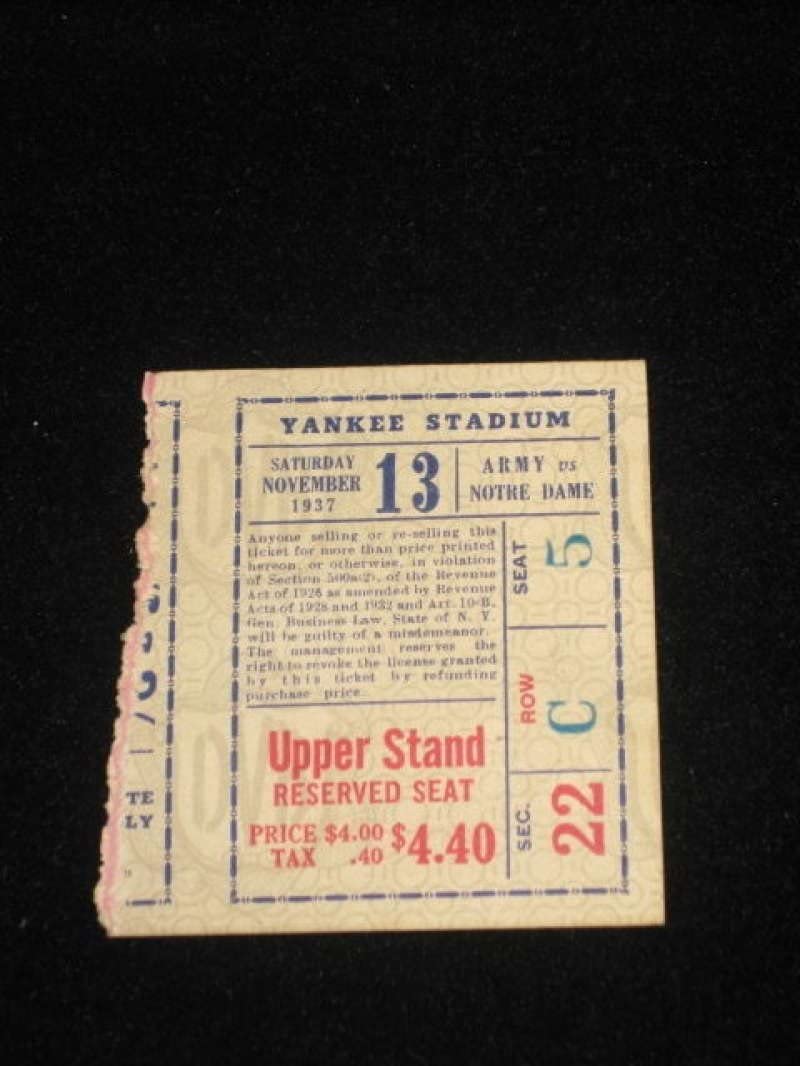 YANKEE STADIUM
SATURDAY
NOVEMBER
1937
13
ARMY vs
NOTRE DAME
Anyone selling or re-selling this
ticket for more than price printed
hereon, or otherwise, in violation
of Section 500a(2), of the Revenue
Act of 1926 as amended by Revenue
Acts of 1928 and 1932 and Art. 10-B,
Gen. Business Law, State of N. Y.
will be guilty of a misdemeanor.
The management reserves the
right to revoke the license granted
by this ticket by refunding
purchase price.
SEAT 5
ROW C
SEC. 22
Upper Stand
RESERVED SEAT
PRICE $4.00
TAX .40
$4.40
TE
LY